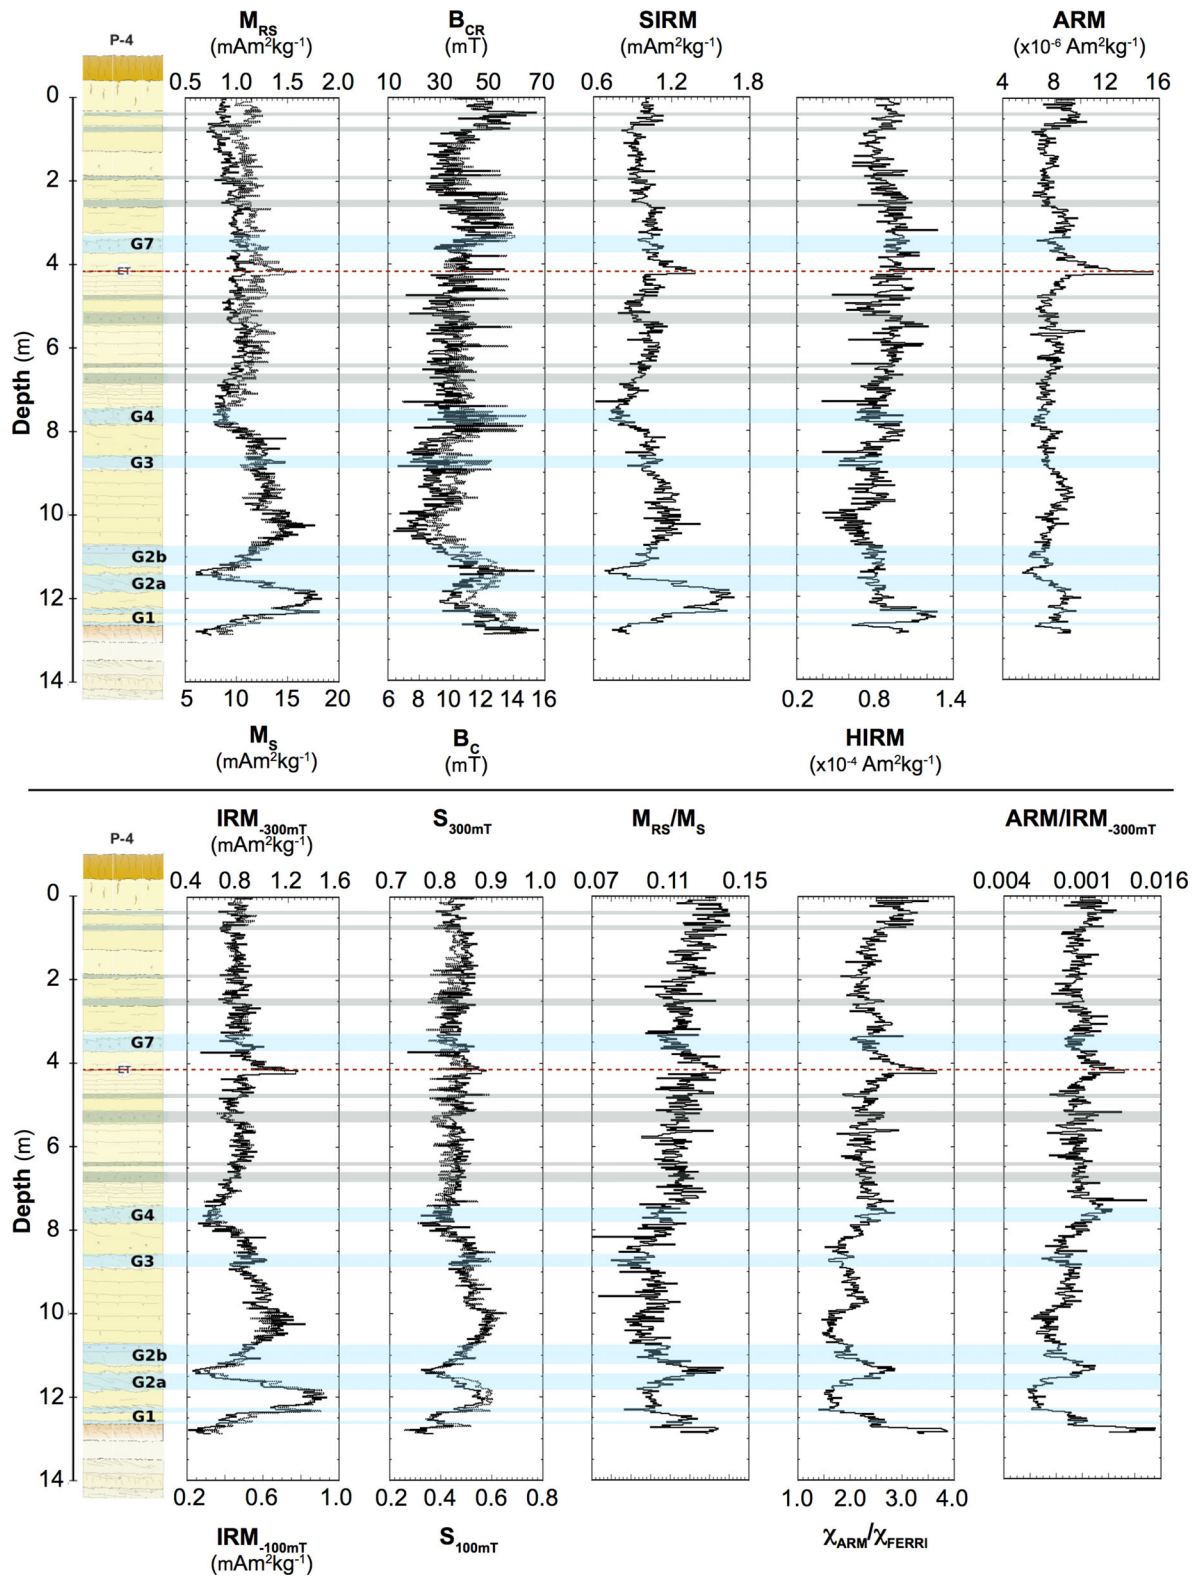 P-4
M_RS (mAm²kg⁻¹)
B_CR (mT)
SIRM (mAm²kg⁻¹)
ARM (x10⁻⁶ Am²kg⁻¹)
0.5 1.0 1.5 2.0
10 30 50 70
0.6 1.2 1.8
4 8 12 16
Depth (m)
0
2
G7
4
ET
6
G4
8
G3
10
G2b
G2a
12
G1
14
5 10 15 20
6 8 10 12 14 16
0.2 0.8 1.4
M_S (mAm²kg⁻¹)
B_C (mT)
HIRM (x10⁻⁴ Am²kg⁻¹)
P-4
IRM_-300mT (mAm²kg⁻¹)
S_300mT
M_RS/M_S
ARM/IRM_-300mT
0.4 0.8 1.2 1.6
0.7 0.8 0.9 1.0
0.07 0.11 0.15
0.004 0.001 0.016
Depth (m)
0
2
G7
4
ET
6
G4
8
G3
10
G2b
G2a
12
G1
14
0.2 0.6 1.0
0.2 0.4 0.6 0.8
1.0 2.0 3.0 4.0
IRM_-100mT (mAm²kg⁻¹)
S_100mT
χ_ARM/χ_FERRI